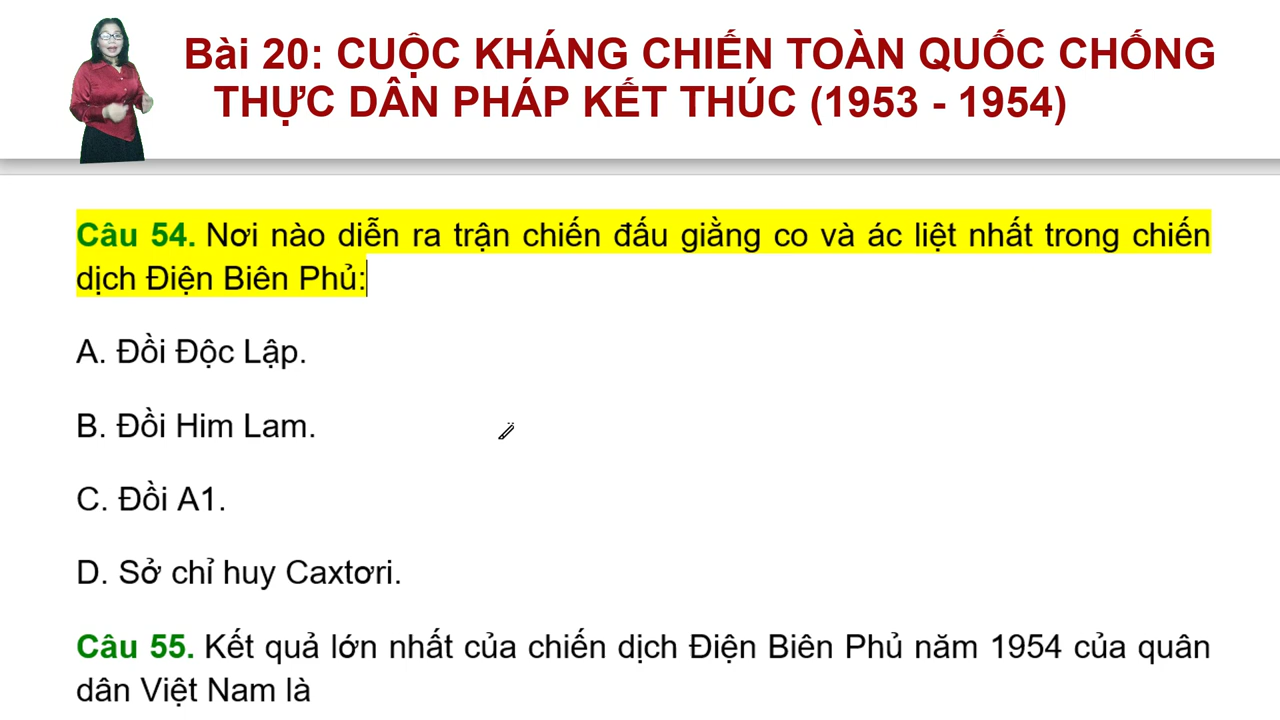 Bài 20: CUỘC KHÁNG CHIẾN TOÀN QUỐC CHỐNG
THỰC DÂN PHÁP KẾT THÚC (1953 - 1954)
Câu 54. Nơi nào diễn ra trận chiến đấu giằng co và ác liệt nhất trong chiến
dịch Điện Biên Phủ:
A. Đồi Độc Lập.
B. Đồi Him Lam.
C. Đồi A1.
D. Sở chỉ huy Caxtơri.
Câu 55. Kết quả lớn nhất của chiến dịch Điện Biên Phủ năm 1954 của quân
dân Việt Nam là